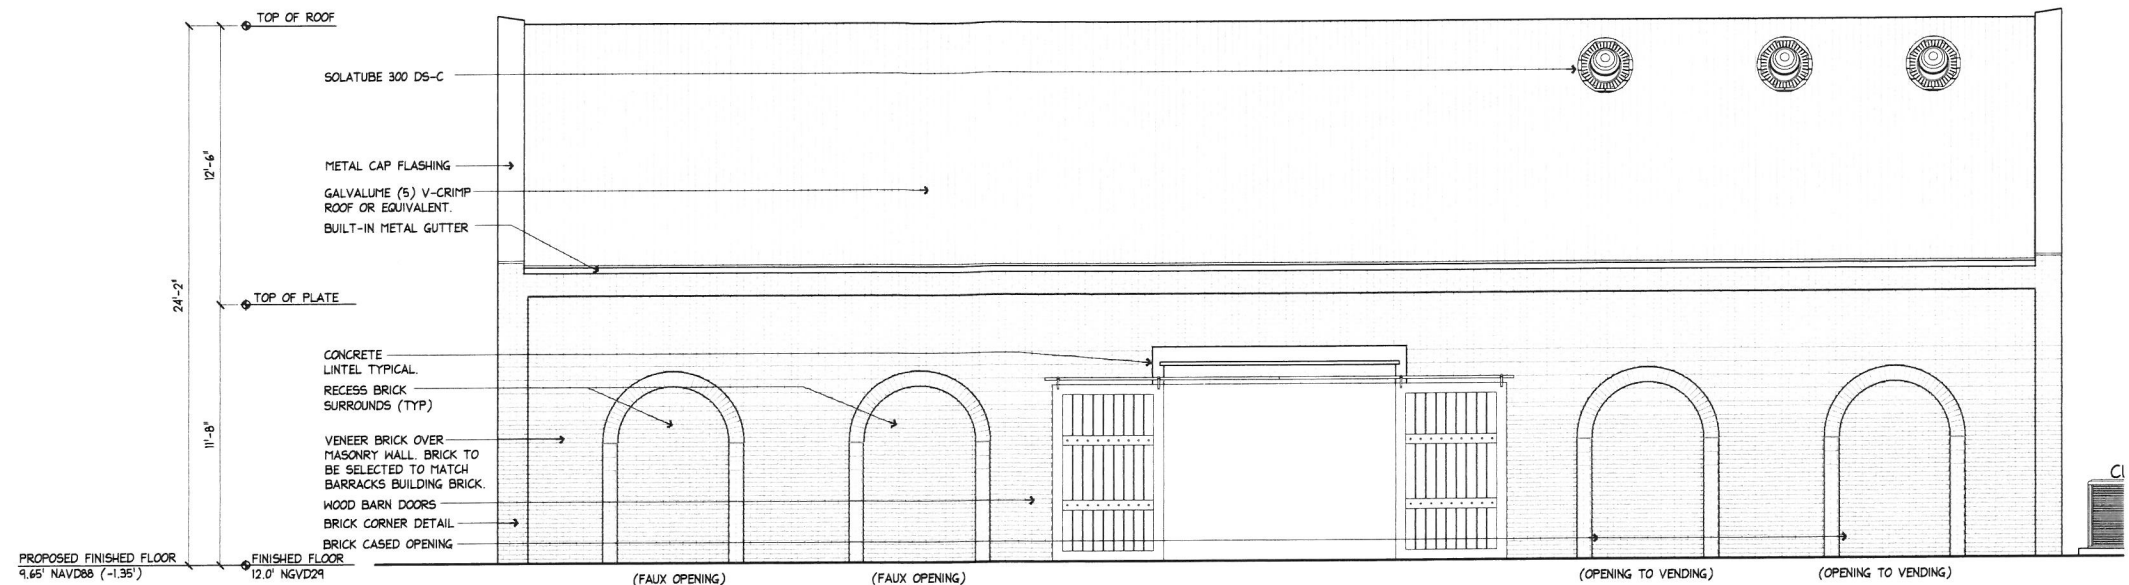 TOP OF ROOF
SOLATUBE 300 DS-C
12'-6"
METAL CAP FLASHING
GALVALUME (5) V-CRIMP
ROOF OR EQUIVALENT.
BUILT-IN METAL GUTTER
24'-2"
TOP OF PLATE
CONCRETE
LINTEL TYPICAL.
RECESS BRICK
SURROUNDS (TYP)
11'-8"
VENEER BRICK OVER
MASONRY WALL. BRICK TO
BE SELECTED TO MATCH
BARRACKS BUILDING BRICK.
WOOD BARN DOORS
BRICK CORNER DETAIL
BRICK CASED OPENING
PROPOSED FINISHED FLOOR
9.65' NAVD88 (-1.35')
FINISHED FLOOR
12.0' NGVD29
(FAUX OPENING)
(FAUX OPENING)
(OPENING TO VENDING)
(OPENING TO VENDING)